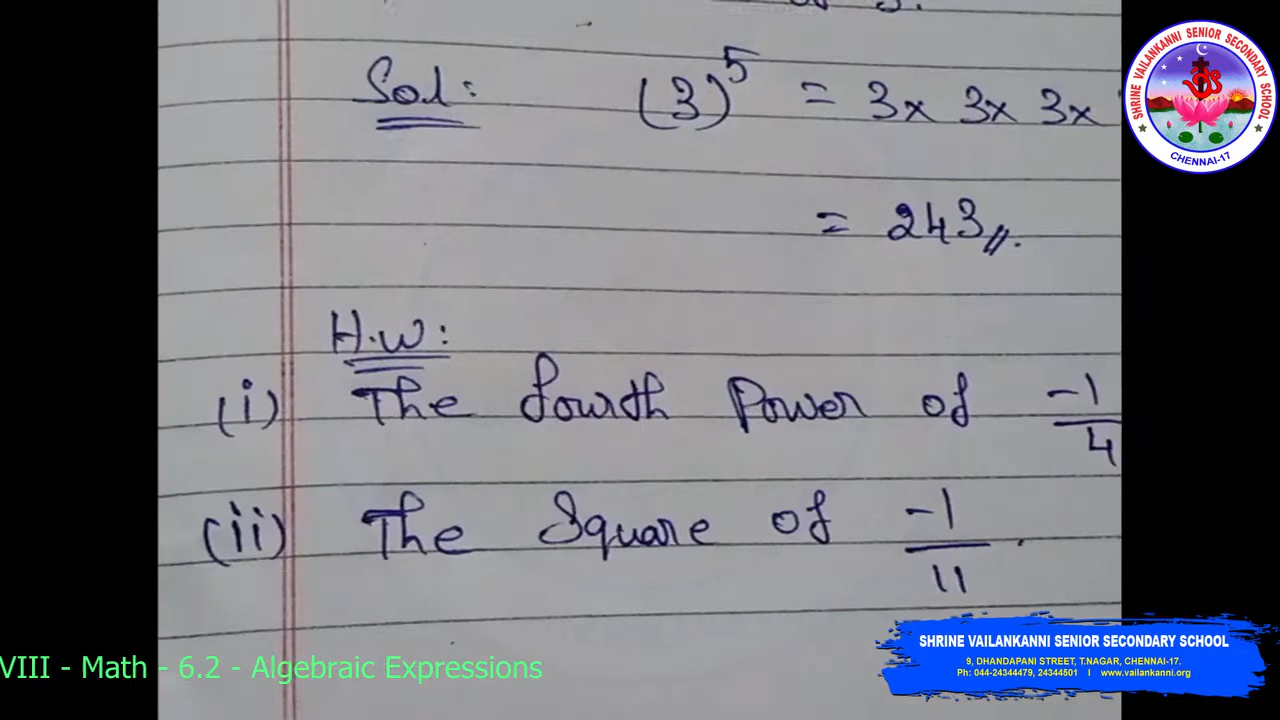 Sol: (3)^5 = 3x 3x 3x
= 243//.
H.W:
(i) The fourth Power of -1/4
(ii) The Square of -1/11.
SHRINE VAILANKANNI SENIOR SECONDARY SCHOOL
CHENNAI-17
VIII - Math - 6.2 - Algebraic Expressions
SHRINE VAILANKANNI SENIOR SECONDARY SCHOOL
9, DHANDAPANI STREET, T.NAGAR, CHENNAI-17.
Ph: 044-24344479, 24344501 I www.vailankanni.org